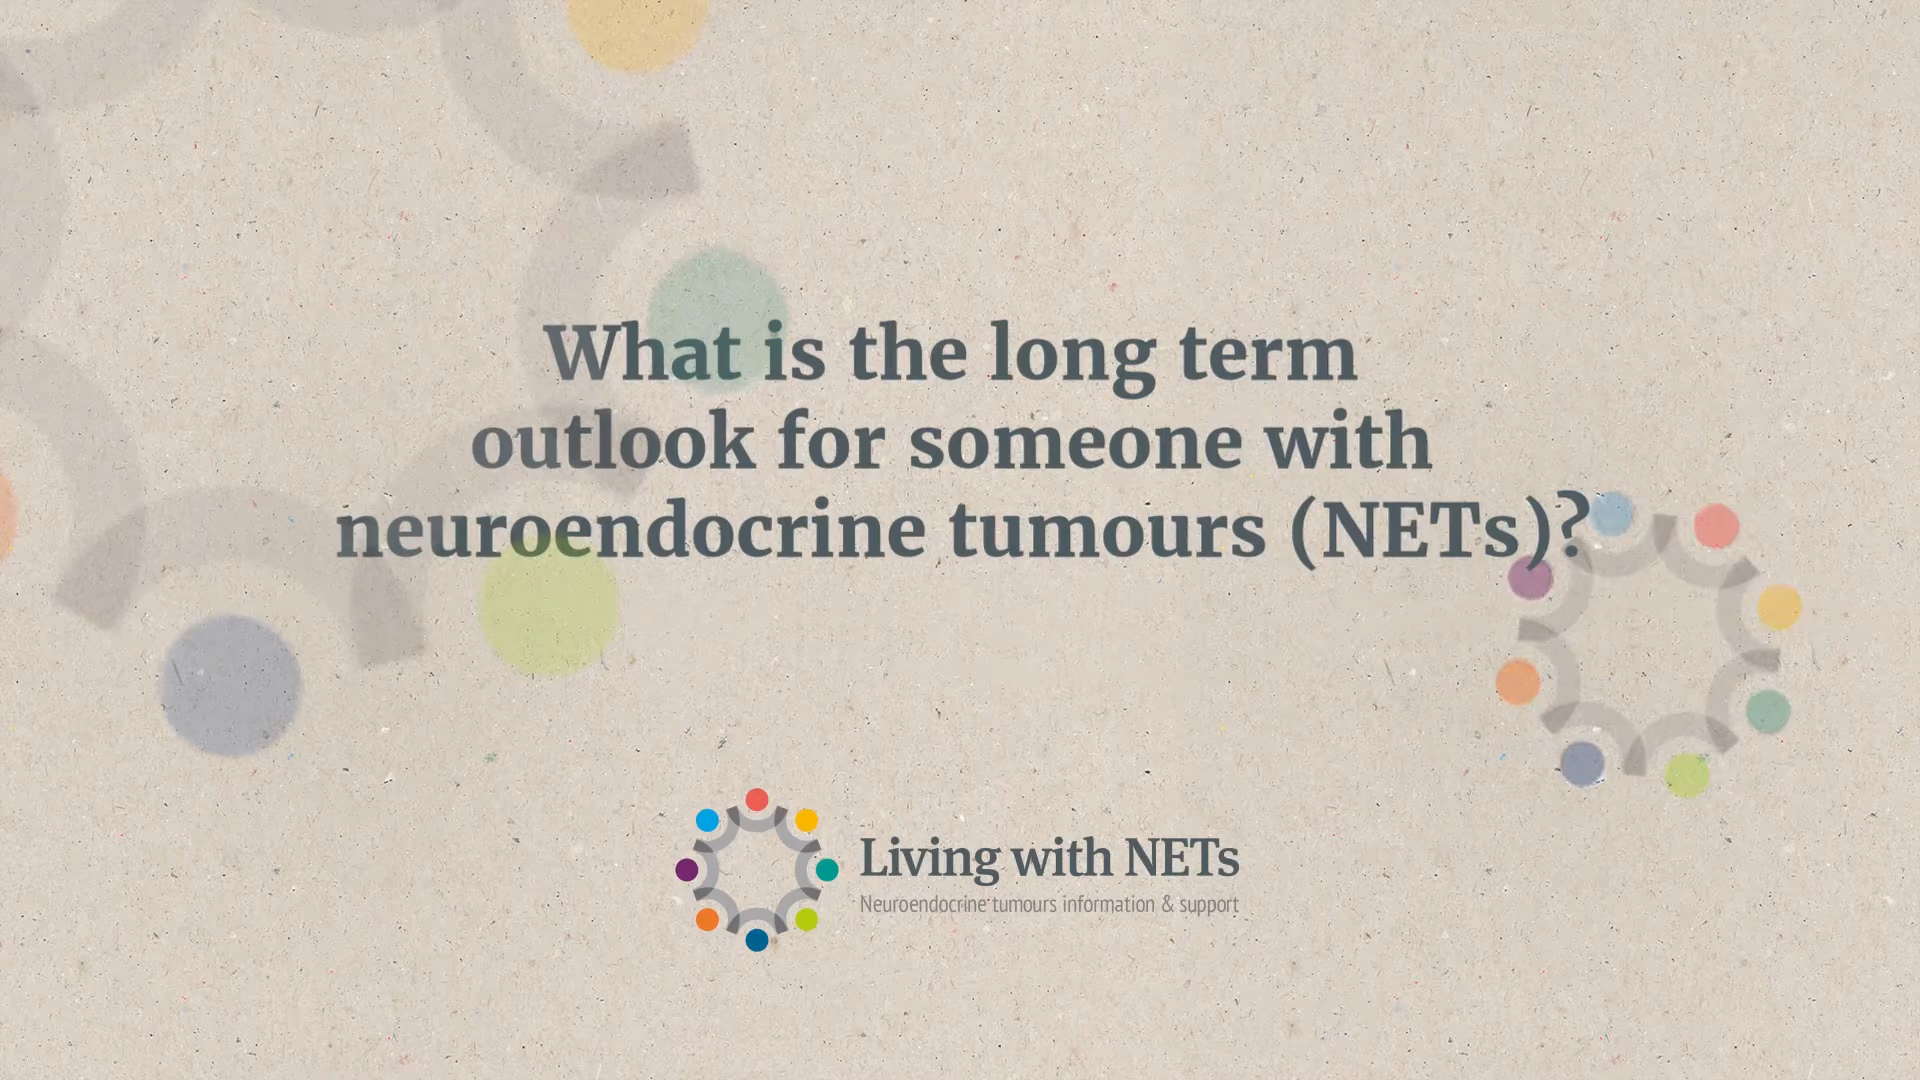 What is the long term
outlook for someone with
neuroendocrine tumours (NETs)?
Living with NETs
Neuroendocrine tumours information & support